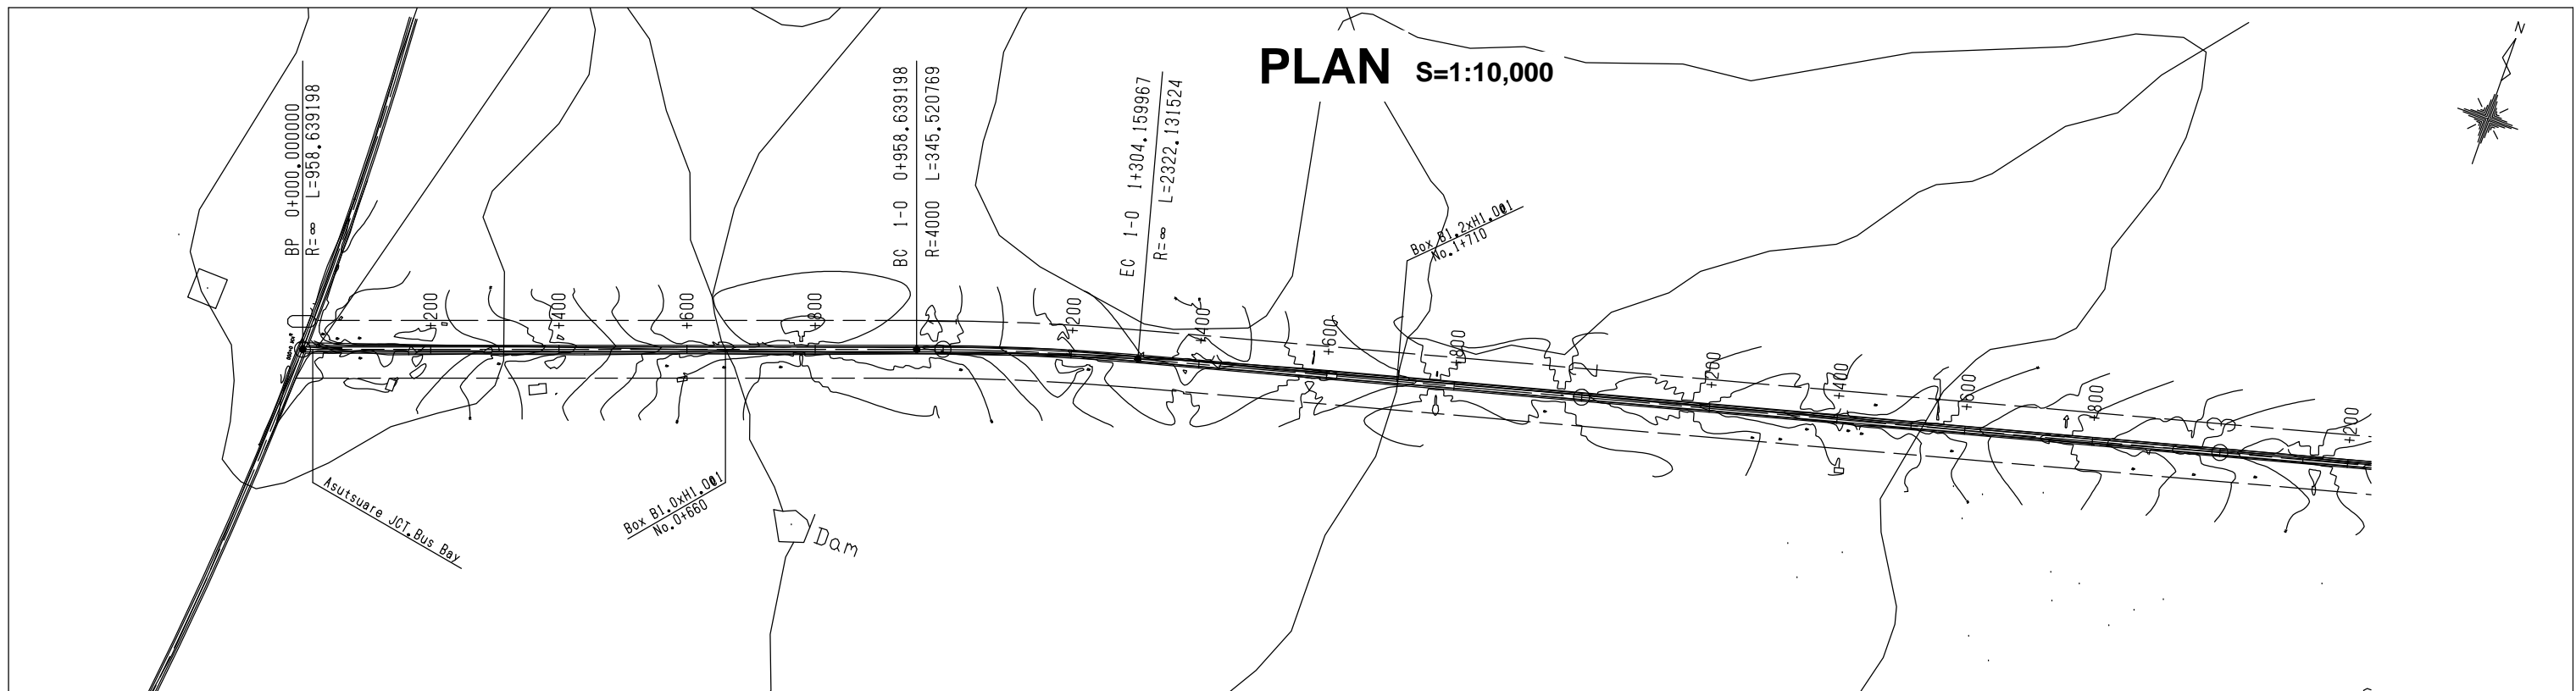 PLAN S=1:10,000
N
BP 0+000.000000
R=∞ L=958.639198
BC 1-0 0+958.639198
R=4000 L=345.520769
EC 1-0 1+304.159967
R=∞ L=2322.131524
Box B1.2xH1.0
No.1+710
+200
+400
+600
+800
+200
+400
+600
+800
+200
+400
+600
+800
+200
Asutsuare JCT.Bus Bay
Box B1.0xH1.0
No.0+660
Dam